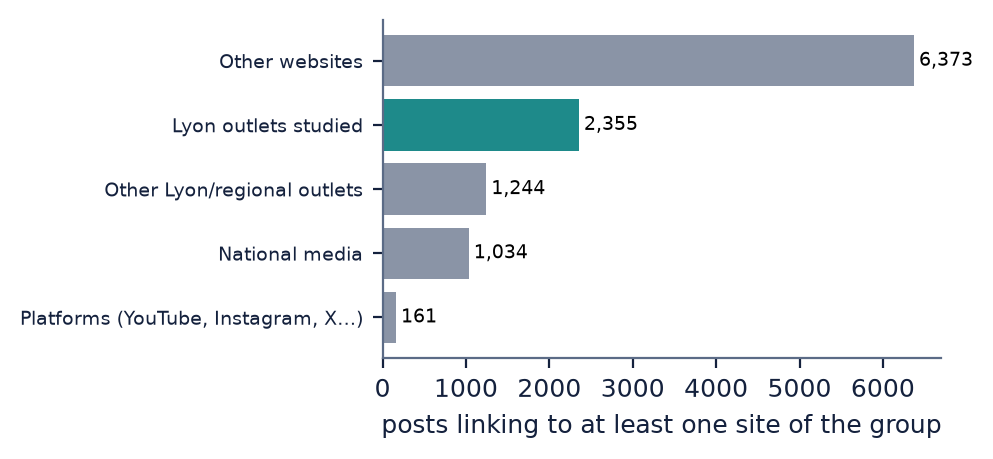 Other websites 6,373
Lyon outlets studied 2,355
Other Lyon/regional outlets 1,244
National media 1,034
Platforms (YouTube, Instagram, X...) 161
0 1000 2000 3000 4000 5000 6000
posts linking to at least one site of the group